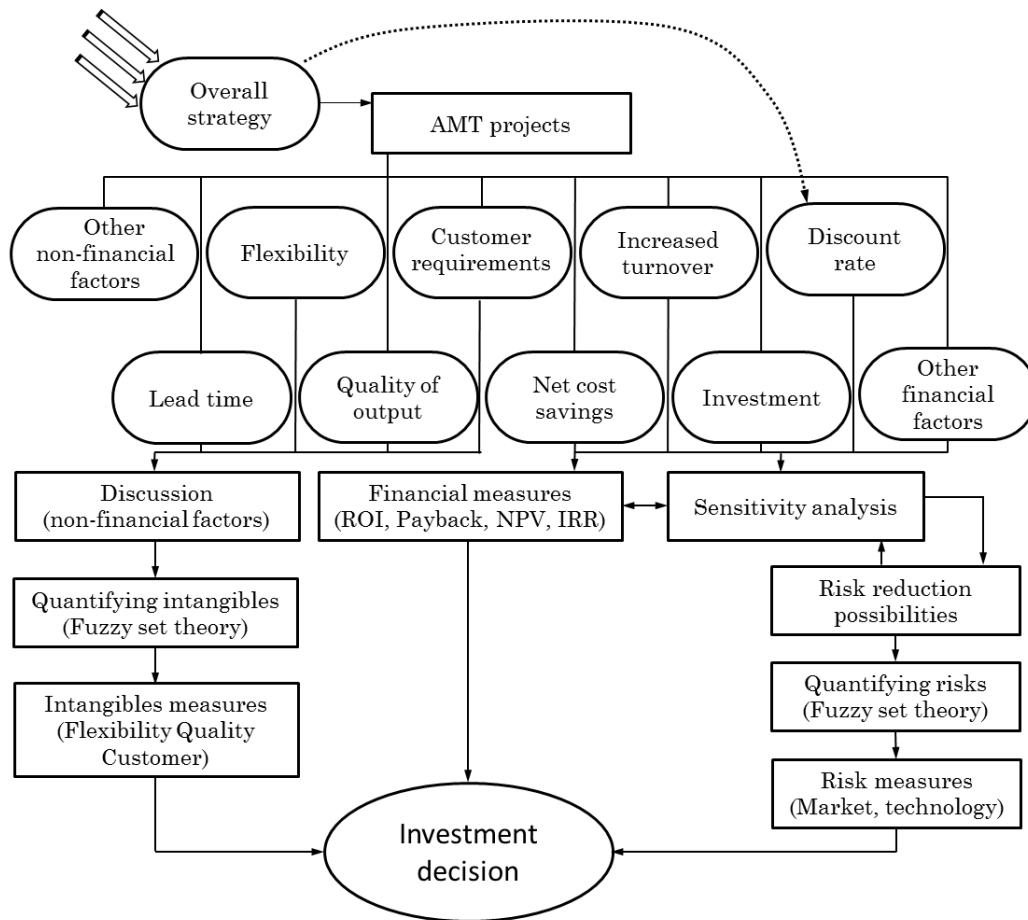 Overall
strategy
AMT projects
Other
non-financial
factors
Flexibility
Customer
requirements
Increased
turnover
Discount
rate
Lead time
Quality of
output
Net cost
savings
Investment
Other
financial
factors
Discussion
(non-financial factors)
Financial measures
(ROI, Payback, NPV, IRR)
Sensitivity analysis
Quantifying intangibles
(Fuzzy set theory)
Risk reduction
possibilities
Intangibles measures
(Flexibility Quality
Customer)
Quantifying risks
(Fuzzy set theory)
Risk measures
(Market, technology)
Investment
decision